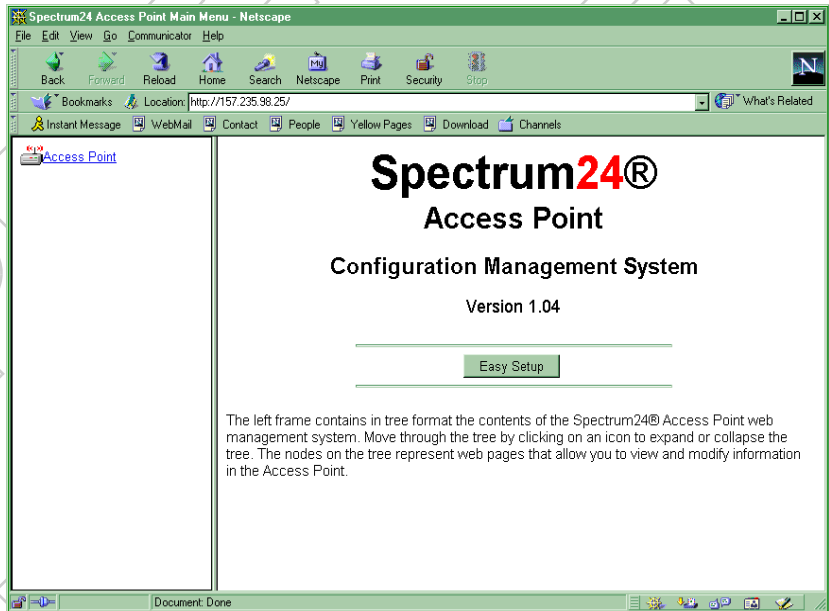 Spectrum24 Access Point Main Menu - Netscape
File Edit View Go Communicator Help
Back Forward Reload Home Search Netscape Print Security Stop
My
N
Bookmarks Location: http://157.235.98.25/ What's Related
Instant Message WebMail Contact People Yellow Pages Download Channels
Access Point
Spectrum24®
Access Point
Configuration Management System
Version 1.04
Easy Setup
The left frame contains in tree format the contents of the Spectrum24® Access Point web
management system. Move through the tree by clicking on an icon to expand or collapse the
tree. The nodes on the tree represent web pages that allow you to view and modify information
in the Access Point.
Document: Done